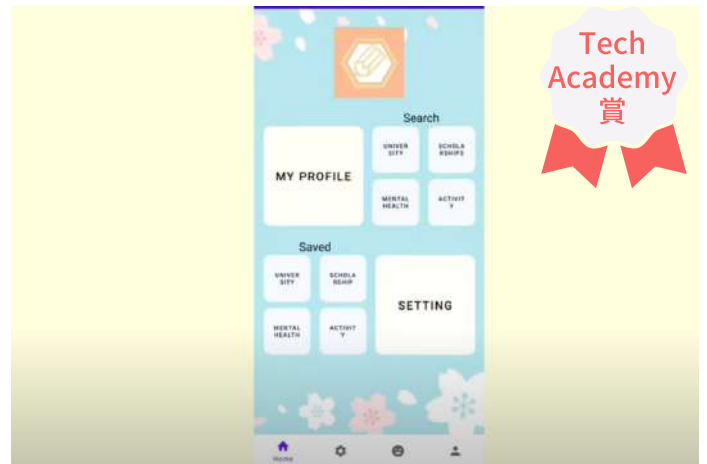 Tech
Academy
賞
Search
MY PROFILE
UNIVER
SITY
SCHOLA
RSHIPS
MENTAL
HEALTH
ACTIVIT
Y
Saved
UNIVER
SITY
SCHOLA
RSHIP
MENTAL
HEALTH
ACTIVIT
Y
SETTING
Home